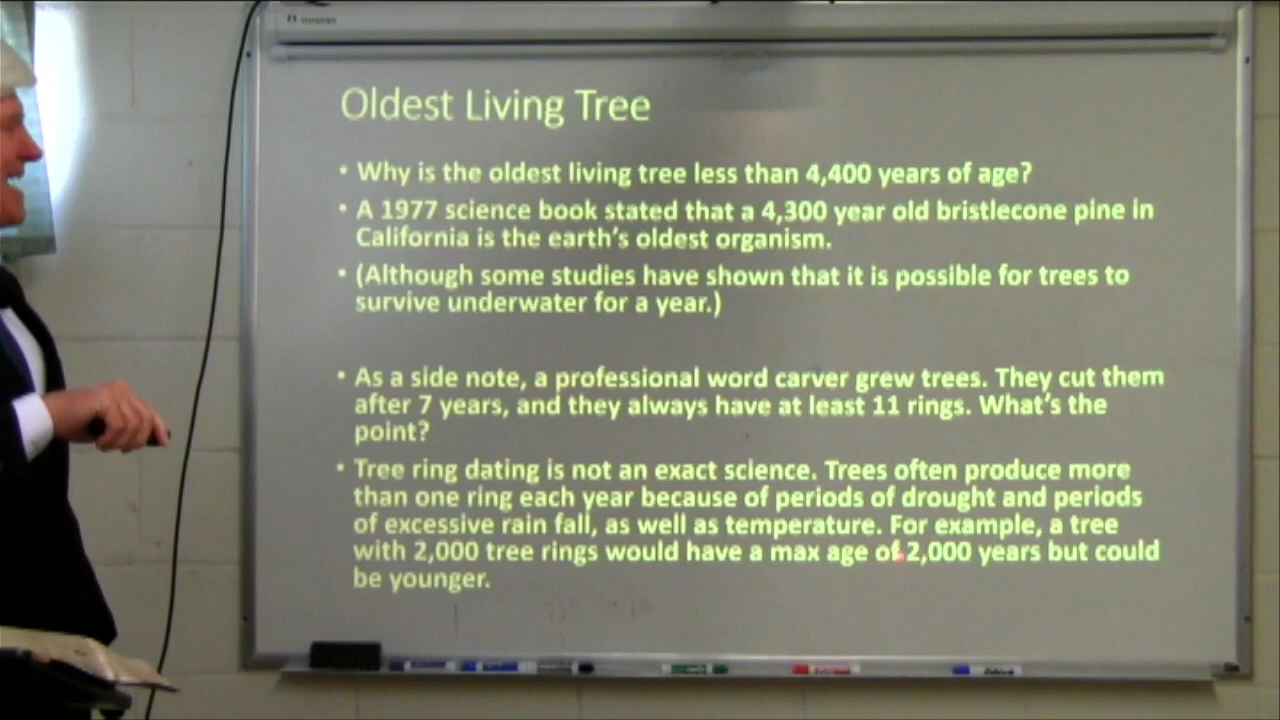 Oldest Living Tree
• Why is the oldest living tree less than 4,400 years of age?
• A 1977 science book stated that a 4,300 year old bristlecone pine in
California is the earth's oldest organism.
• (Although some studies have shown that it is possible for trees to
survive underwater for a year.)
• As a side note, a professional word carver grew trees. They cut them
after 7 years, and they always have at least 11 rings. What's the
point?
• Tree ring dating is not an exact science. Trees often produce more
than one ring each year because of periods of drought and periods
of excessive rain fall, as well as temperature. For example, a tree
with 2,000 tree rings would have a max age of 2,000 years but could
be younger.